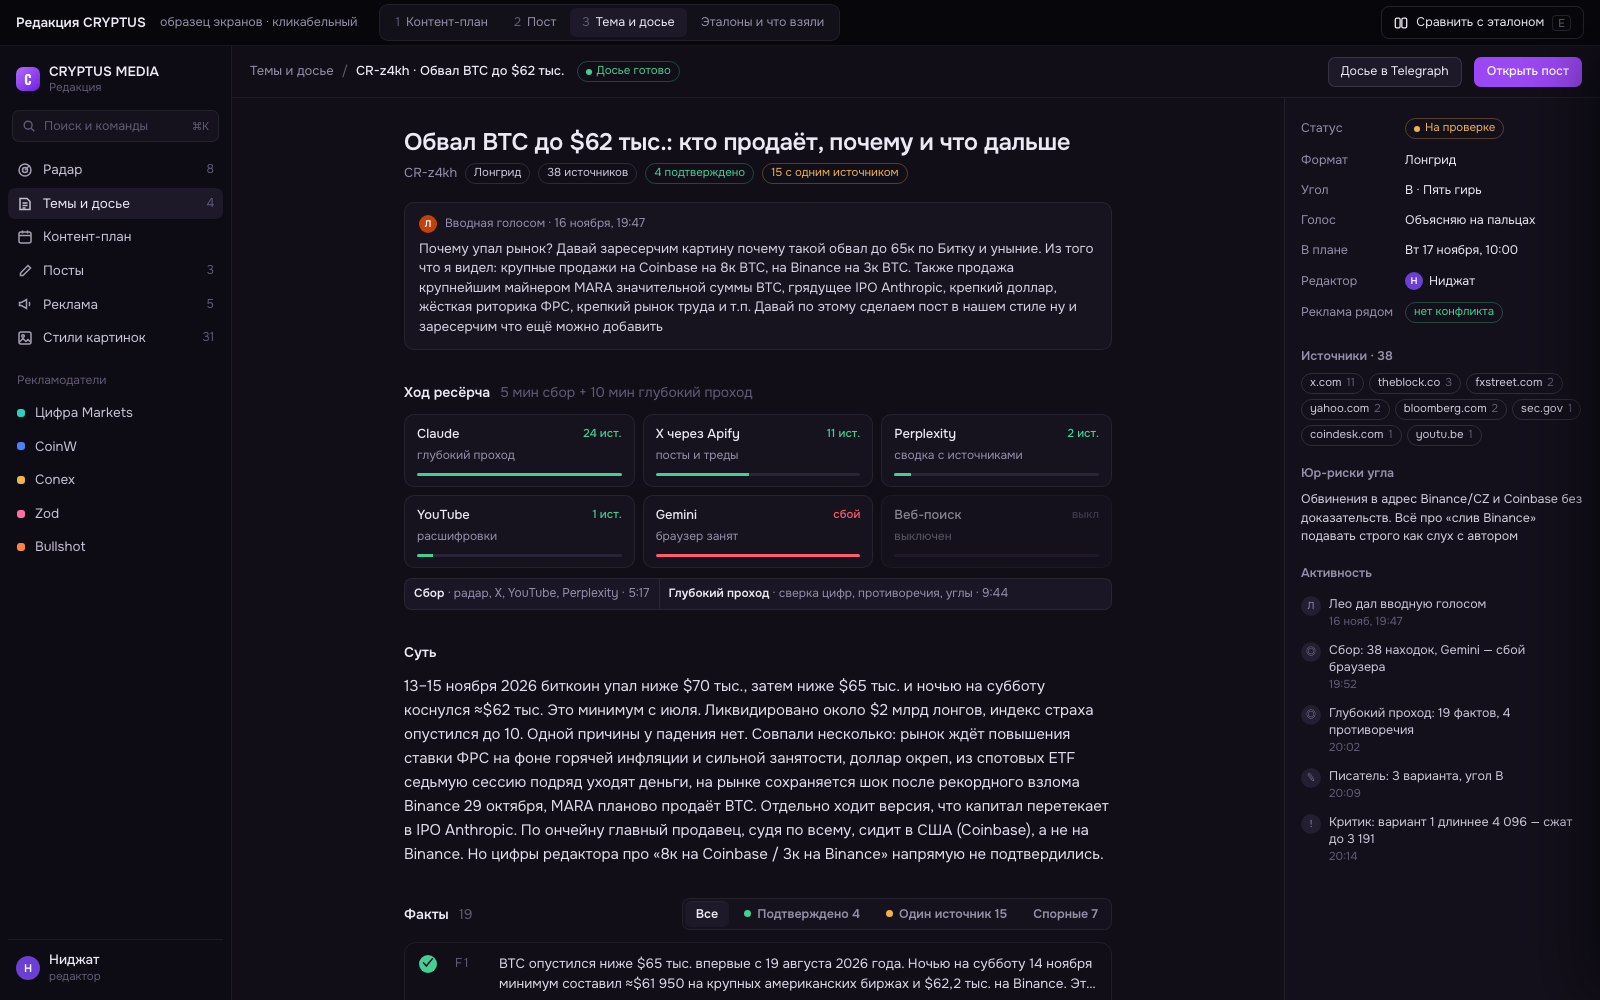 Редакция CRYPTUS образец экранов · кликабельный 1 Контент-план 2 Пост 3 Тема и досье Эталоны и что взяли Сравнить с эталоном E
C CRYPTUS MEDIA
Редакция
Поиск и команды ⌘K
Радар 8
Темы и досье 4
Контент-план
Посты 3
Реклама 5
Стили картинок 31
Рекламодатели
Цифра Markets
CoinW
Conex
Zod
Bullshot
Н Ниджат
редактор
Темы и досье / CR-z4kh · Обвал BTC до $62 тыс. Досье готово Досье в Telegraph Открыть пост
Обвал BTC до $62 тыс.: кто продаёт, почему и что дальше
CR-z4kh Лонгрид 38 источников 4 подтверждено 15 с одним источником
Л Вводная голосом · 16 ноября, 19:47
Почему упал рынок? Давай заресерчим картину почему такой обвал до 65к по Битку и уныние. Из того
что я видел: крупные продажи на Coinbase на 8к BTC, на Binance на 3к BTC. Также продажа
крупнейшим майнером MARA значительной суммы BTC, грядущее IPO Anthropic, крепкий доллар,
жёсткая риторика ФРС, крепкий рынок труда и т.п. Давай по этому сделаем пост в нашем стиле ну и
заресерчим что ещё можно добавить
Ход ресёрча 5 мин сбор + 10 мин глубокий проход
Claude 24 ист.
глубокий проход
X через Apify 11 ист.
посты и треды
Perplexity 2 ист.
сводка с источниками
YouTube 1 ист.
расшифровки
Gemini сбой
браузер занят
Веб-поиск выкл
выключен
Сбор · радар, X, YouTube, Perplexity · 5:17 Глубокий проход · сверка цифр, противоречия, углы · 9:44
Суть
13–15 ноября 2026 биткоин упал ниже $70 тыс., затем ниже $65 тыс. и ночью на субботу
коснулся ≈$62 тыс. Это минимум с июля. Ликвидировано около $2 млрд лонгов, индекс страха
опустился до 10. Одной причины у падения нет. Совпали несколько: рынок ждёт повышения
ставки ФРС на фоне горячей инфляции и сильной занятости, доллар окреп, из спотовых ETF
седьмую сессию подряд уходят деньги, на рынке сохраняется шок после рекордного взлома
Binance 29 октября, MARA планово продаёт BTC. Отдельно ходит версия, что капитал перетекает
в IPO Anthropic. По ончейну главный продавец, судя по всему, сидит в США (Coinbase), а не на
Binance. Но цифры редактора про «8к на Coinbase / 3к на Binance» напрямую не подтвердились.
Факты 19 Все Подтверждено 4 Один источник 15 Спорные 7
F1 BTC опустился ниже $65 тыс. впервые с 19 августа 2026 года. Ночью на субботу 14 ноября
минимум составил ≈$61 950 на крупных американских биржах и $62,2 тыс. на Binance. Эт…
Статус На проверке
Формат Лонгрид
Угол B · Пять гирь
Голос Объясняю на пальцах
В плане Вт 17 ноября, 10:00
Редактор Н Ниджат
Реклама рядом нет конфликта
Источники · 38
x.com 11 theblock.co 3 fxstreet.com 2
yahoo.com 2 bloomberg.com 2 sec.gov 1
coindesk.com 1 youtu.be 1
Юр-риски угла
Обвинения в адрес Binance/CZ и Coinbase без
доказательств. Всё про «слив Binance»
подавать строго как слух с автором
Активность
Л Лео дал вводную голосом
16 нояб, 19:47
Сбор: 38 находок, Gemini — сбой
браузера
19:52
Глубокий проход: 19 фактов, 4
противоречия
20:02
Писатель: 3 варианта, угол B
20:09
! Критик: вариант 1 длиннее 4 096 — сжат
до 3 191
20:14